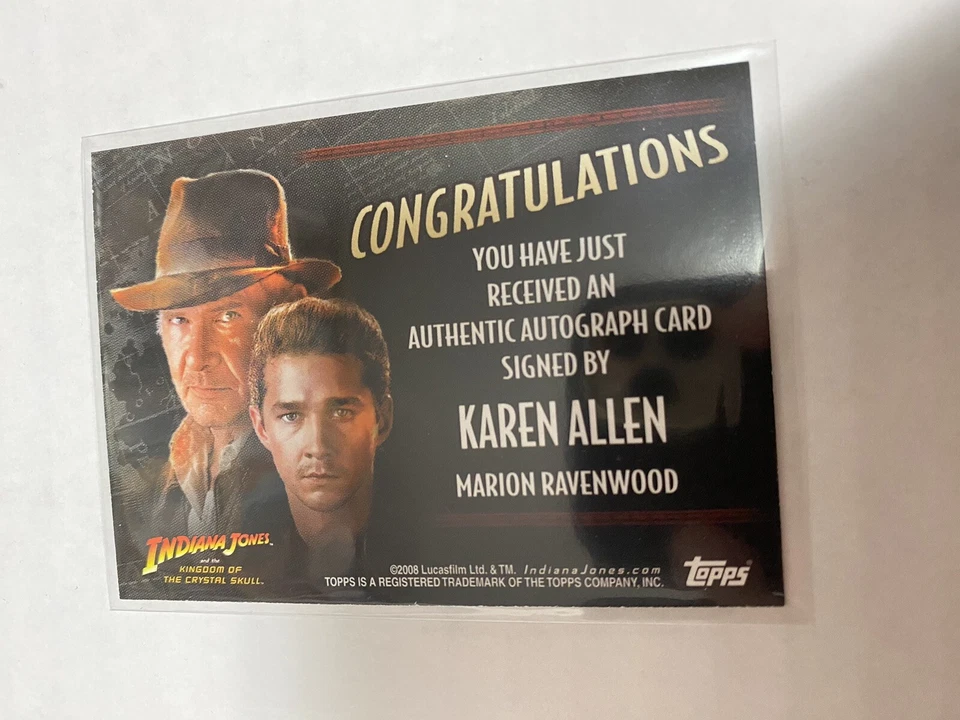 CONGRATULATIONS
YOU HAVE JUST
RECEIVED AN
AUTHENTIC AUTOGRAPH CARD
SIGNED BY
KAREN ALLEN
MARION RAVENWOOD
INDIANA JONES™
and the
KINGDOM OF
THE CRYSTAL SKULL™
©2008 Lucasfilm Ltd. & TM. IndianaJones.com
TOPPS IS A REGISTERED TRADEMARK OF THE TOPPS COMPANY, INC.
topps®